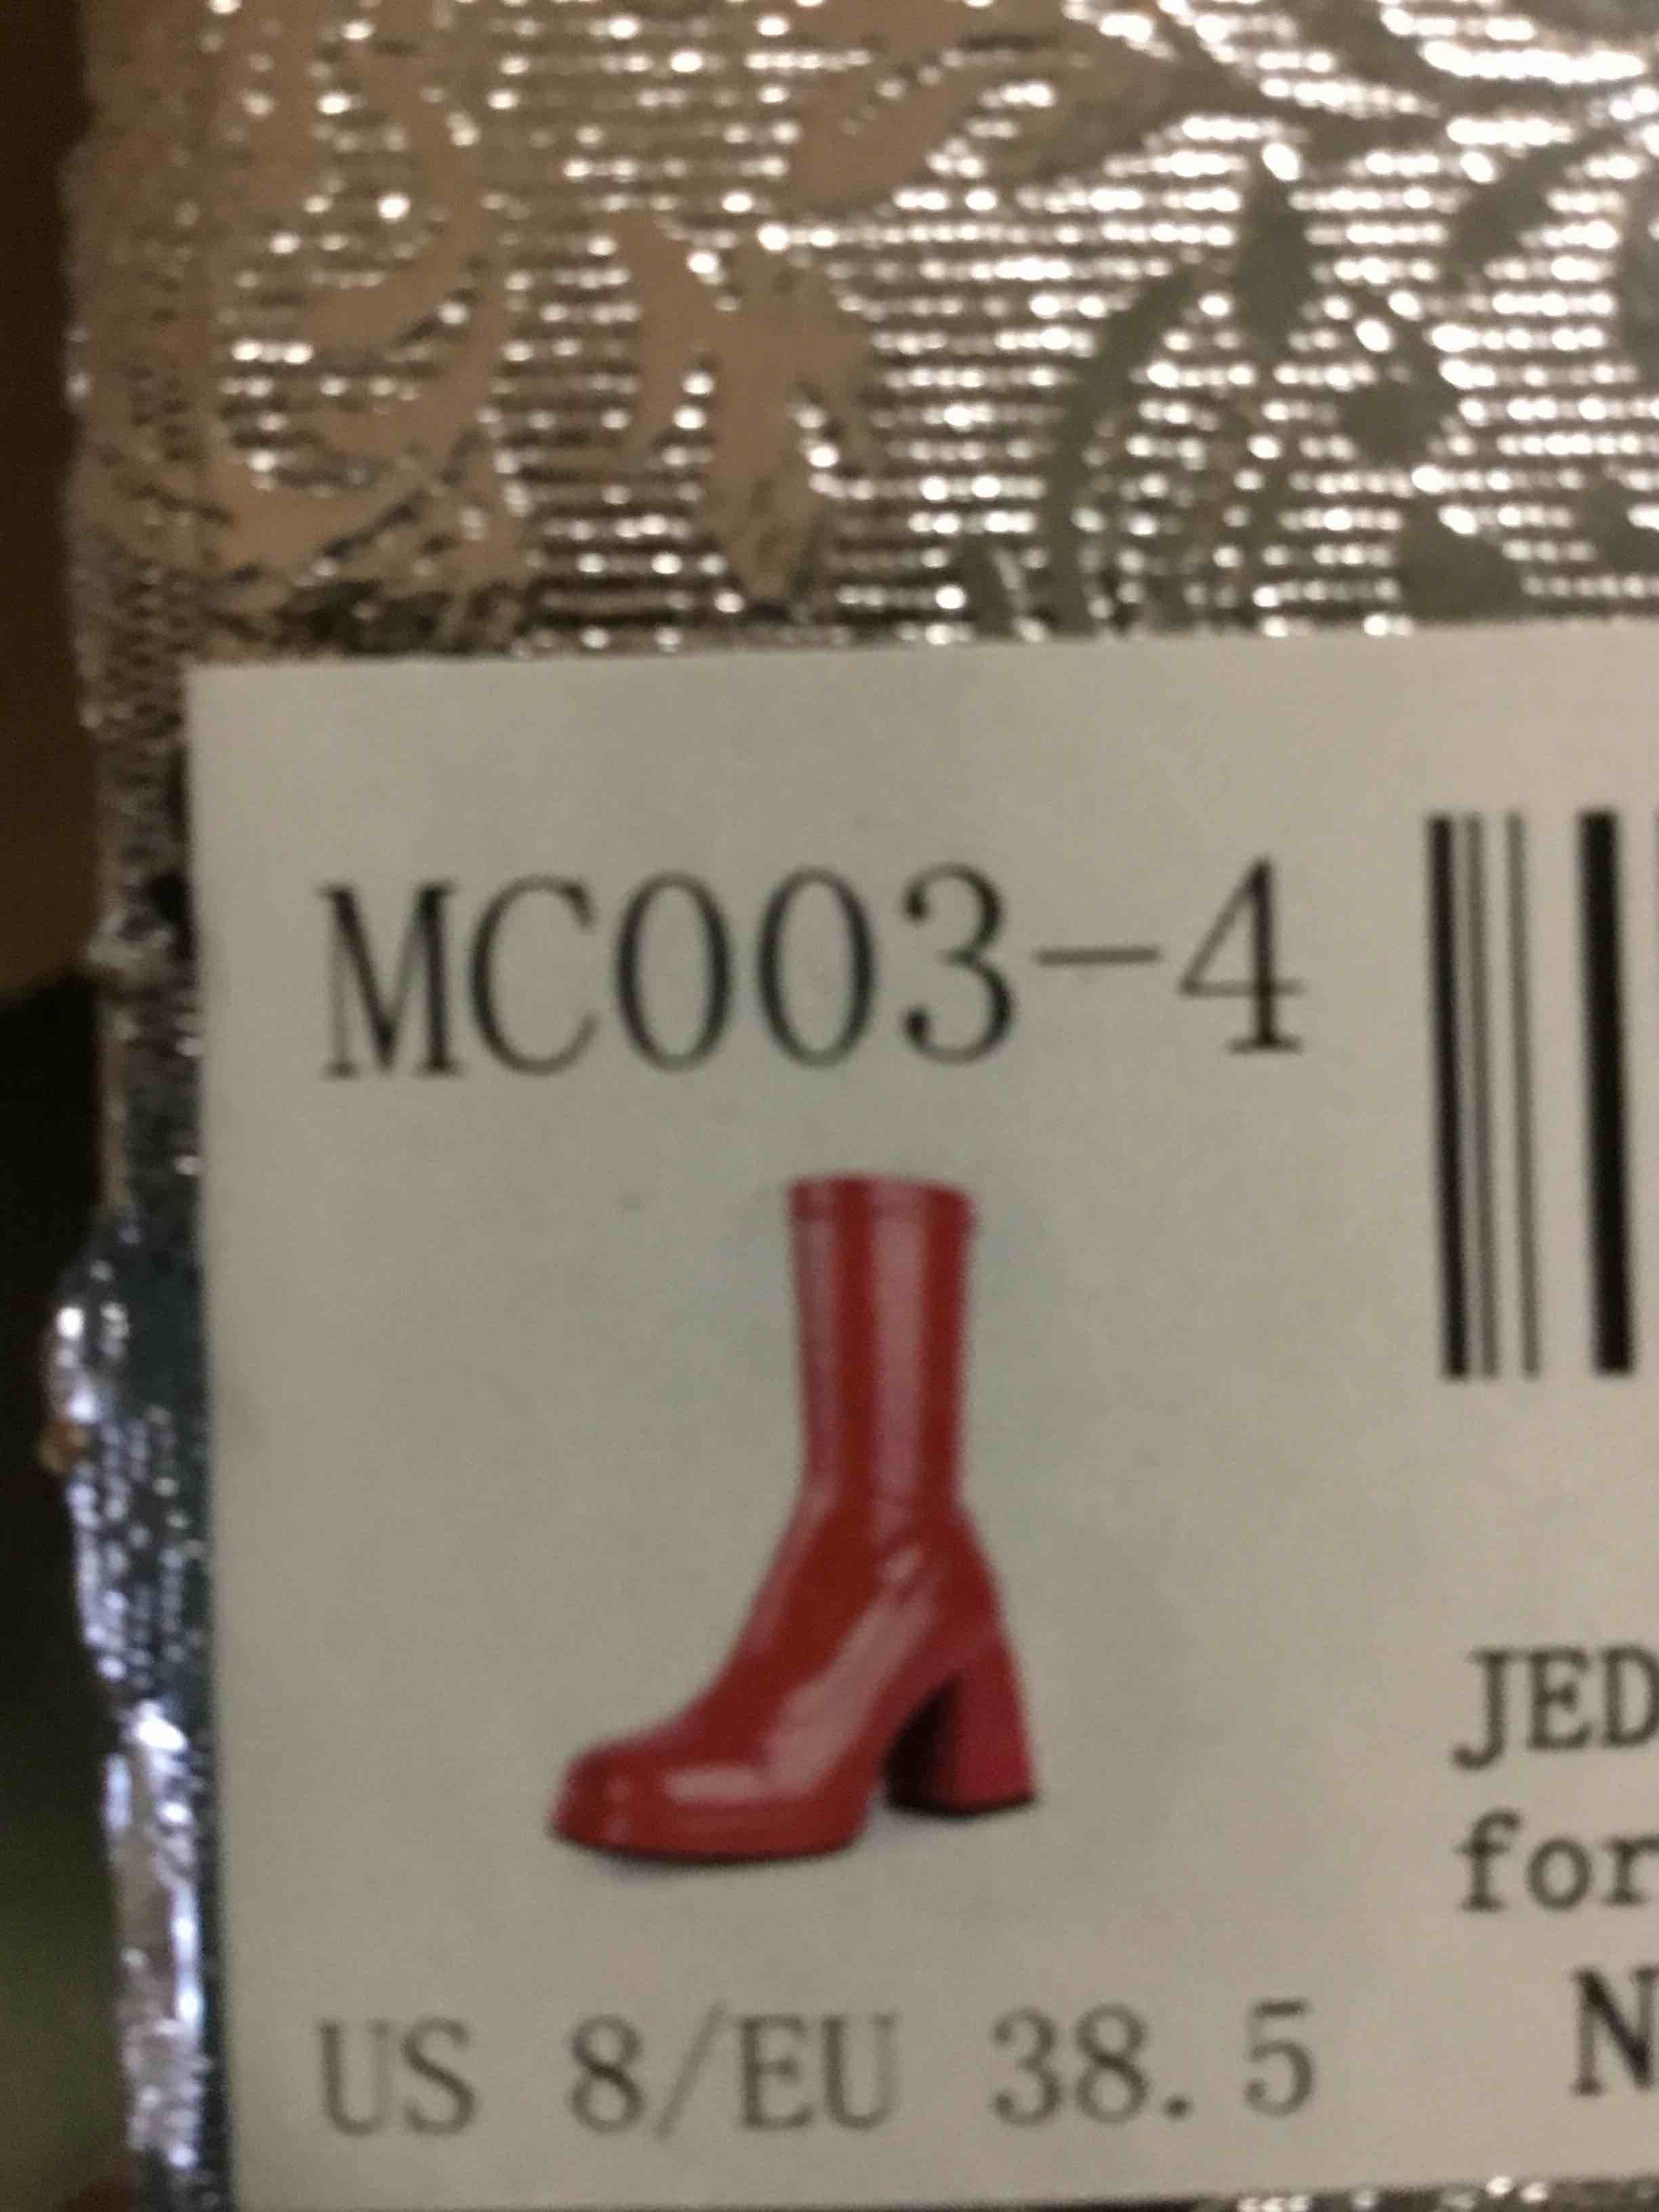 MC003-4
JED
for
N
US 8/EU 38.5